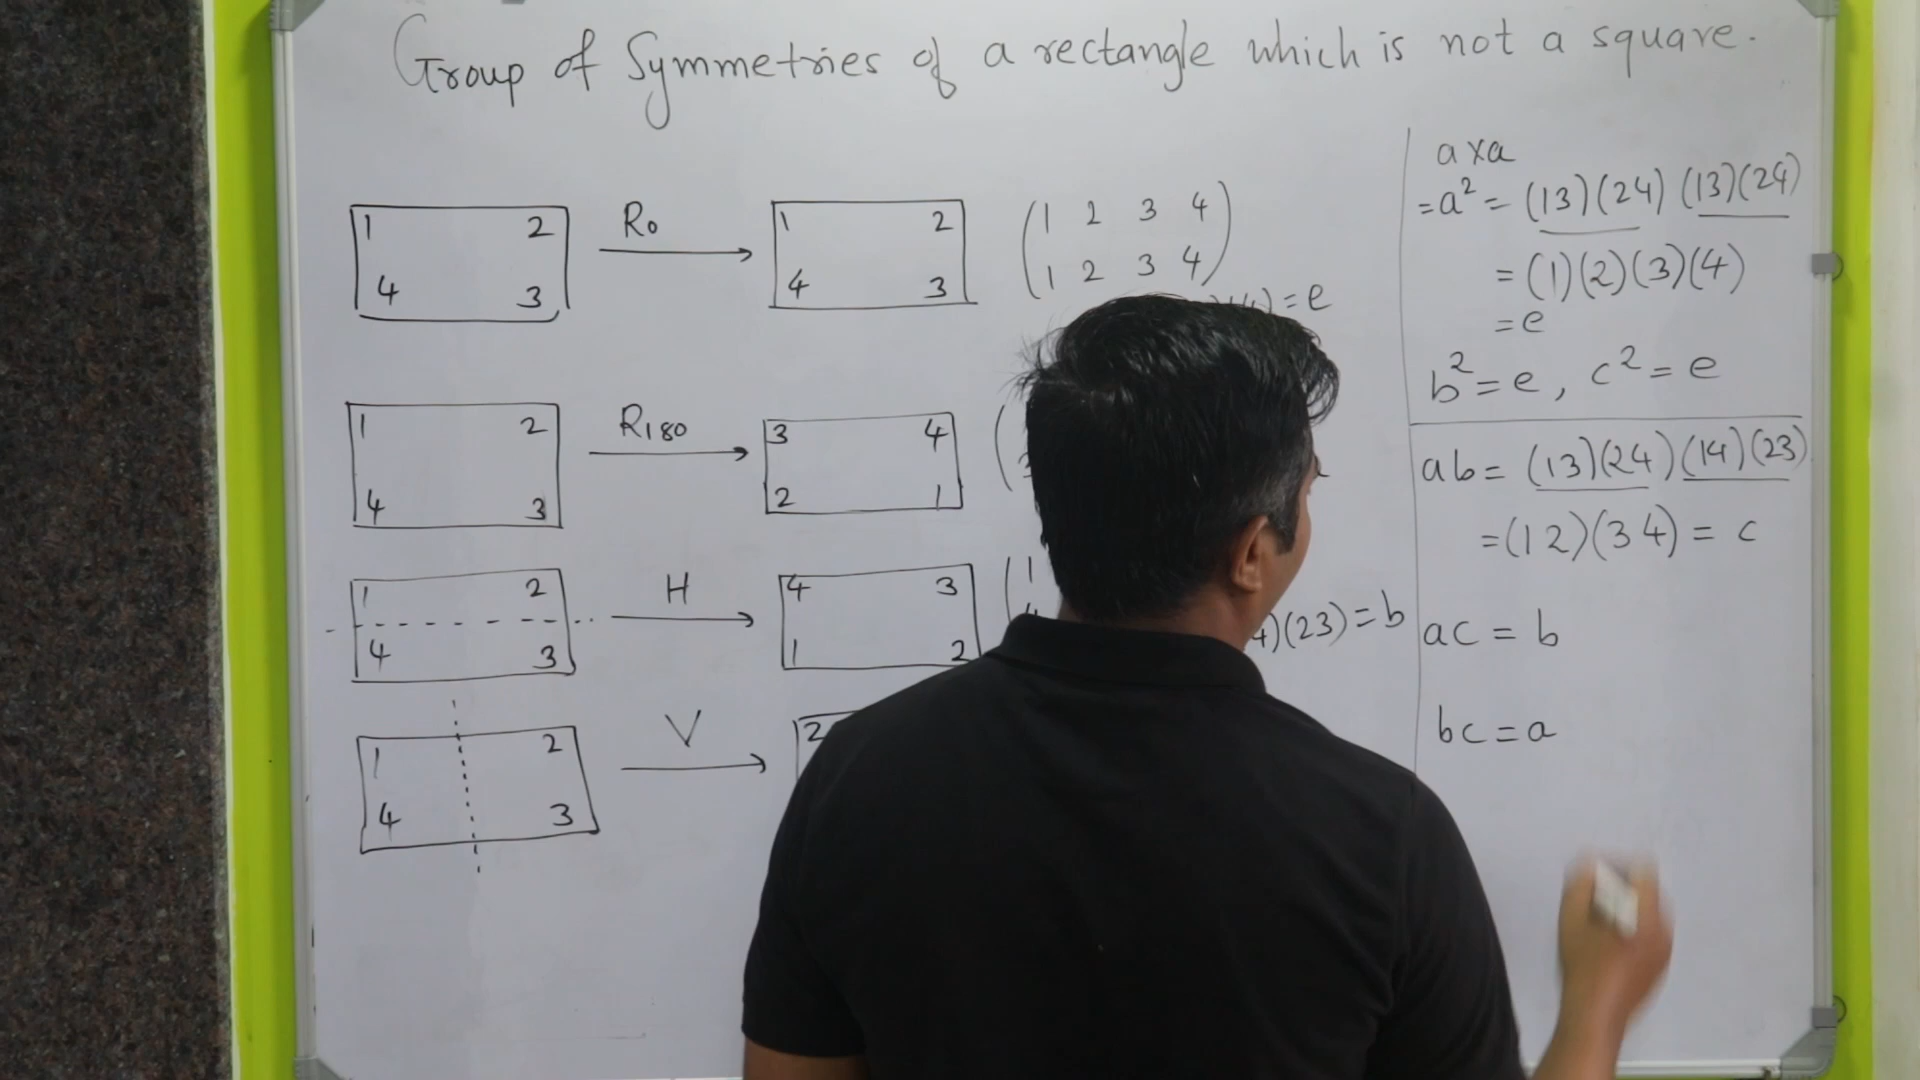 Group of Symmetries of a rectangle which is not a square.
1 2
4 3
R0
1 2
4 3
1 2 3 4
1 2 3 4
= e
1 2
4 3
R180
3 4
2 1
1 2
4 3
H
4 3
1 2
1
4)(23) = b
1 2
4 3
V
2
a x a
= a² = (13)(24) (13)(24)
= (1)(2)(3)(4)
= e
b² = e, c² = e
ab = (13)(24)(14)(23)
= (12)(34) = c
ac = b
bc = a